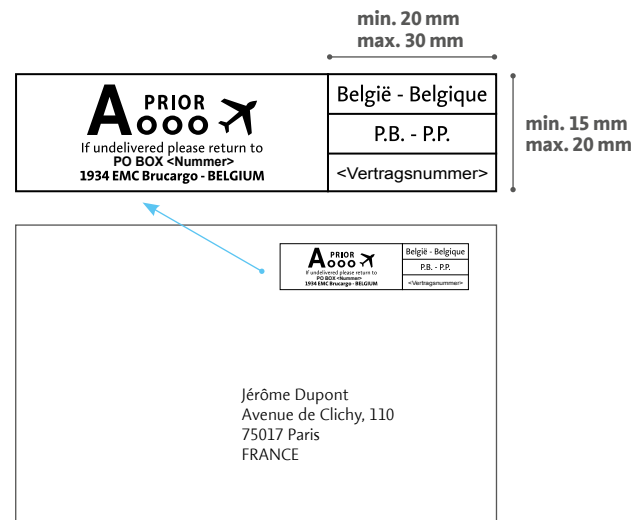 min. 20 mm
max. 30 mm
A PRIOR
If undelivered please return to
PO BOX <Nummer>
1934 EMC Brucargo - BELGIUM
België - Belgique
P.B. - P.P.
<Vertragsnummer>
min. 15 mm
max. 20 mm
A PRIOR
If undelivered please return to
PO BOX <Nummer>
1934 EMC Brucargo - BELGIUM
België - Belgique
P.B. - P.P.
<Vertragsnummer>
Jérôme Dupont
Avenue de Clichy, 110
75017 Paris
FRANCE